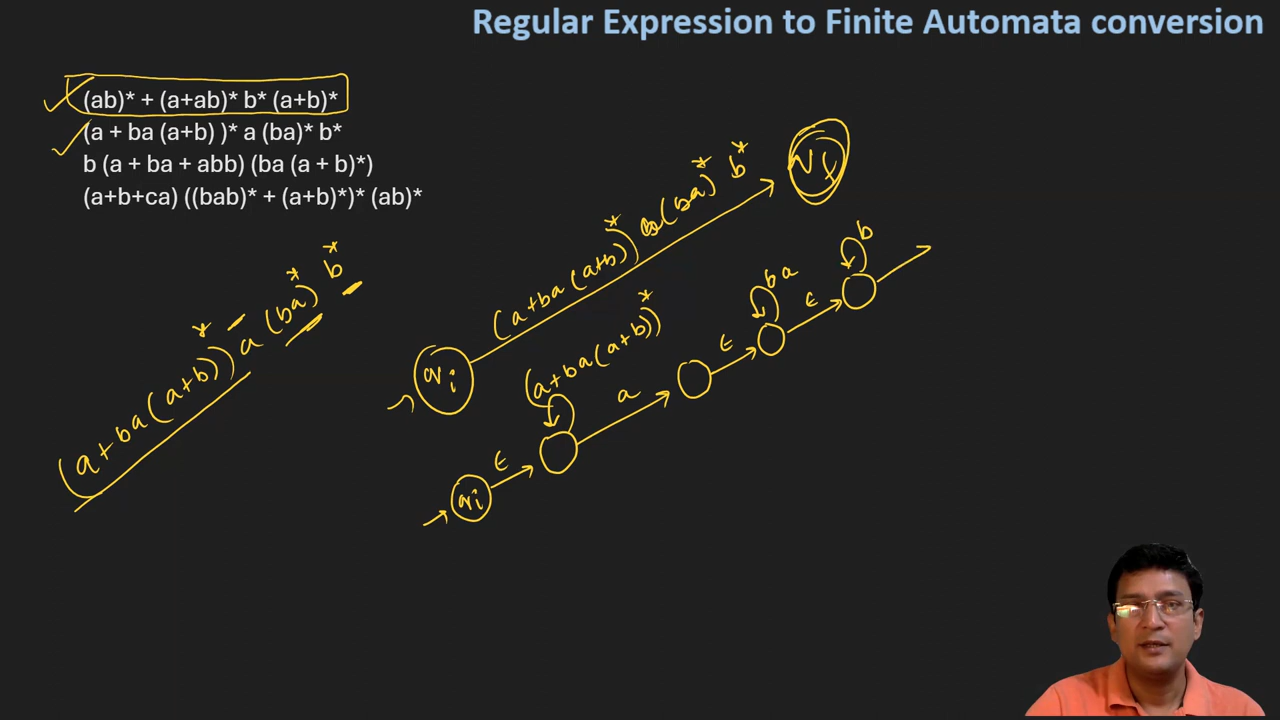 Regular Expression to Finite Automata conversion
(ab)* + (a+ab)* b* (a+b)*
(a + ba (a+b) )* a (ba)* b*
b (a + ba + abb) (ba (a + b)*)
(a+b+ca) ((bab)* + (a+b)*)* (ab)*
(a+ba(a+b))* a (ba)* b*
(a+ba(a+b))* a (ba)* b*
qi
qf
(a+ba(a+b))*
qi
ε
a
ε
ba
ε
b